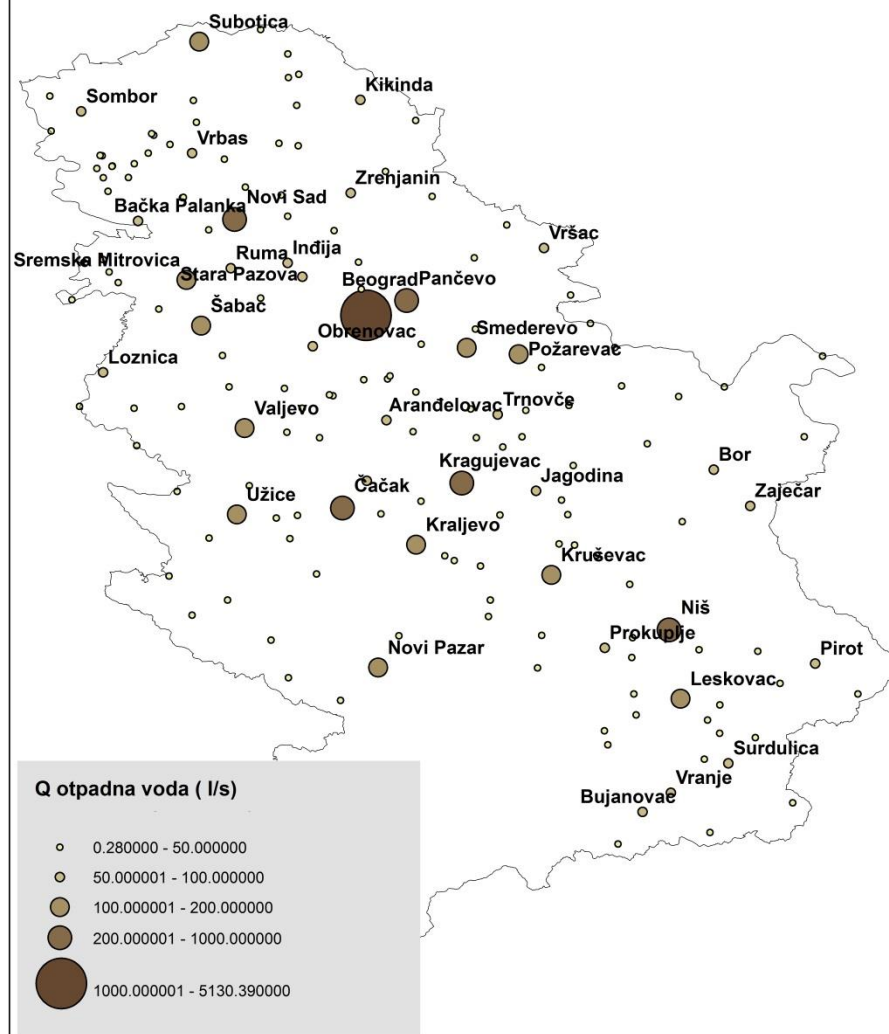 Subotica
Kikinda
Sombor
Vrbas
Zrenjanin
Novi Sad
Bačka Palanka
Vršac
Ruma
Inđija
Sremska Mitrovica
Stara Pazova
Beograd
Pančevo
Šabač
Obrenovac
Smederevo
Požarevac
Loznica
Aranđelovac
Trnovče
Valjevo
Kragujevac
Bor
Jagodina
Čačak
Užice
Zaječar
Kraljevo
Kruševac
Niš
Prokuplje
Novi Pazar
Pirot
Leskovac
Surdulica
Vranje
Bujanovac
Q otpadna voda ( l/s)
0.280000 - 50.000000
50.000001 - 100.000000
100.000001 - 200.000000
200.000001 - 1000.000000
1000.000001 - 5130.390000